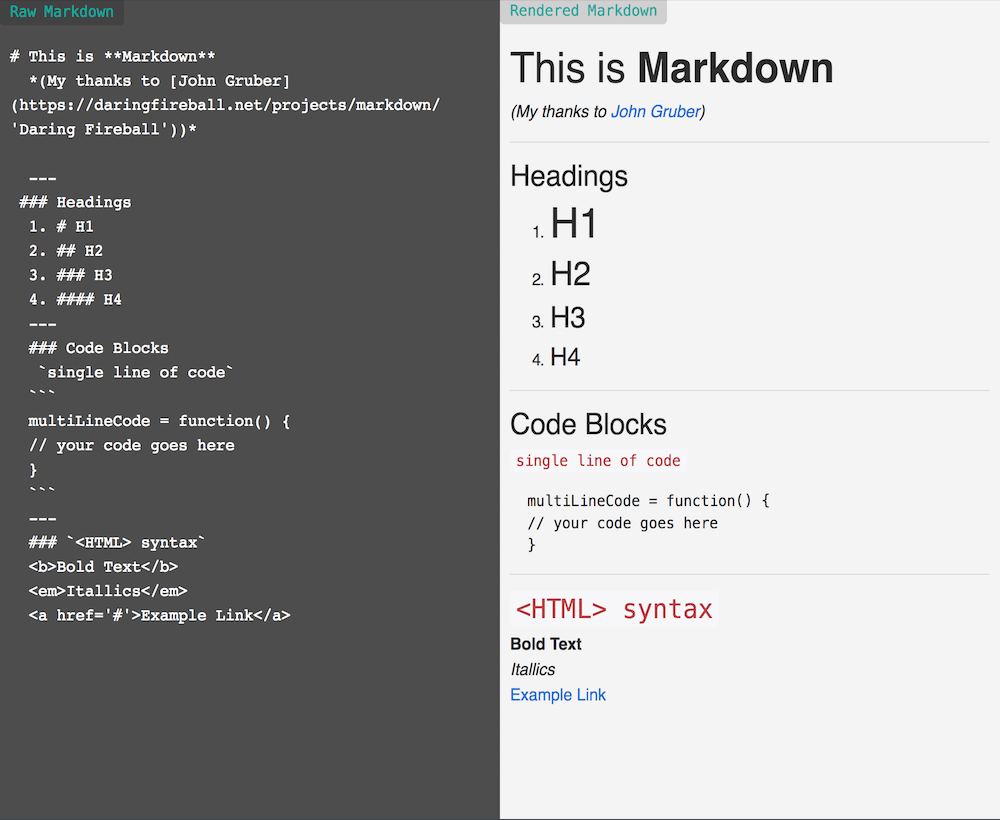 Raw Markdown
# This is **Markdown**
*(My thanks to [John Gruber]
(https://daringfireball.net/projects/markdown/
'Daring Fireball'))*
---
### Headings
1. # H1
2. ## H2
3. ### H3
4. #### H4
---
### Code Blocks
`single line of code`
```
multiLineCode = function() {
// your code goes here
}
```
---
### `<HTML> syntax`
<b>Bold Text</b>
<em>Itallics</em>
<a href='#'>Example Link</a>
Rendered Markdown
This is Markdown
(My thanks to John Gruber)
Headings
1. H1
2. H2
3. H3
4. H4
Code Blocks
single line of code
multiLineCode = function() {
// your code goes here
}
<HTML> syntax
Bold Text
Itallics
Example Link